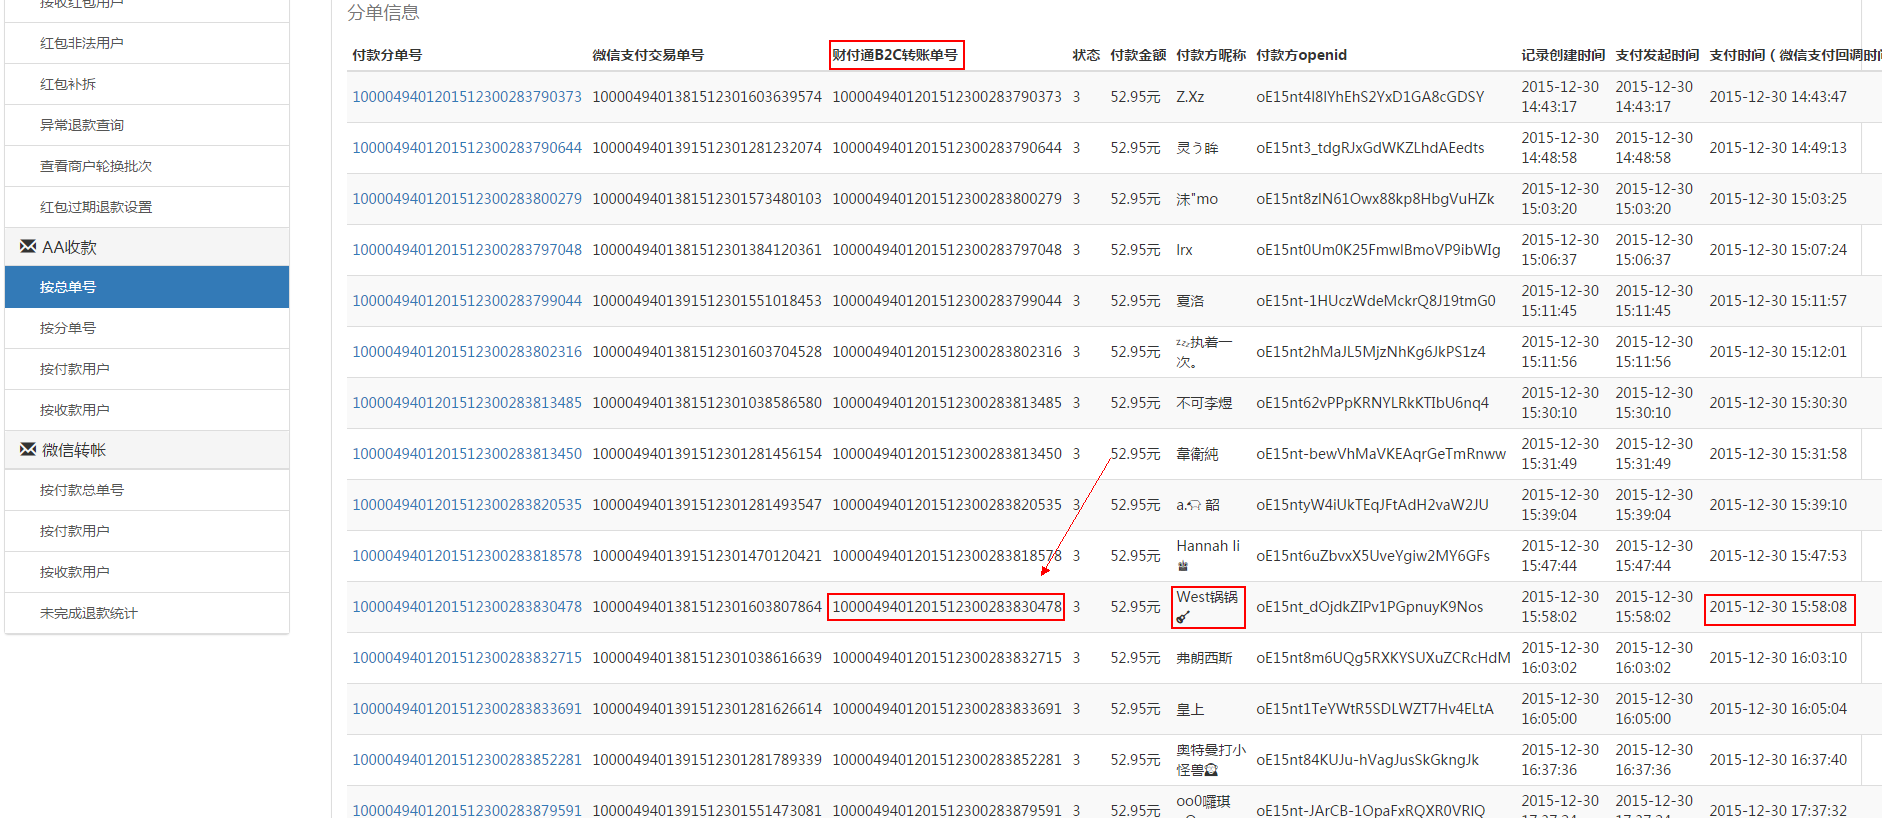 接收红包用户
红包非法用户
红包补拆
异常退款查询
查看商户轮换批次
红包过期退款设置
AA收款
按总单号
按分单号
按付款用户
按收款用户
微信转帐
按付款总单号
按付款用户
按收款用户
未完成退款统计
分单信息
付款分单号 微信支付交易单号 财付通B2C转账单号 状态 付款金额 付款方昵称 付款方openid 记录创建时间 支付发起时间 支付时间（微信支付回调时间
1000049401201512300283790373 1000049401381512301603639574 1000049401201512300283790373 3 52.95元 Z.Xz oE15nt4I8lYhEhS2YxD1GA8cGDSY 2015-12-30 14:43:17 2015-12-30 14:43:17 2015-12-30 14:43:47
1000049401201512300283790644 1000049401391512301281232074 1000049401201512300283790644 3 52.95元 灵う眸 oE15nt3_tdgRJxGdWKZLhdAEedts 2015-12-30 14:48:58 2015-12-30 14:48:58 2015-12-30 14:49:13
1000049401201512300283800279 1000049401381512301573480103 1000049401201512300283800279 3 52.95元 沫"mo oE15nt8zlN61Owx88kp8HbgVuHZk 2015-12-30 15:03:20 2015-12-30 15:03:20 2015-12-30 15:03:25
1000049401201512300283797048 1000049401381512301384120361 1000049401201512300283797048 3 52.95元 lrx oE15nt0Um0K25FmwlBmoVP9ibWIg 2015-12-30 15:06:37 2015-12-30 15:06:37 2015-12-30 15:07:24
1000049401201512300283799044 1000049401391512301551018453 1000049401201512300283799044 3 52.95元 夏洛 oE15nt-1HUczWdeMckrQ8J19tmG0 2015-12-30 15:11:45 2015-12-30 15:11:45 2015-12-30 15:11:57
1000049401201512300283802316 1000049401381512301603704528 1000049401201512300283802316 3 52.95元 💤执着一次。 oE15nt2hMaJL5MjzNhKg6JkPS1z4 2015-12-30 15:11:56 2015-12-30 15:11:56 2015-12-30 15:12:01
1000049401201512300283813485 1000049401381512301038586580 1000049401201512300283813485 3 52.95元 不可李煜 oE15nt62vPPpKRNYLRkKTIbU6nq4 2015-12-30 15:30:10 2015-12-30 15:30:10 2015-12-30 15:30:30
1000049401201512300283813450 1000049401391512301281456154 1000049401201512300283813450 3 52.95元 韋衛純 oE15nt-bewVhMaVKEAqrGeTmRnww 2015-12-30 15:31:49 2015-12-30 15:31:49 2015-12-30 15:31:58
1000049401201512300283820535 1000049401391512301281493547 1000049401201512300283820535 3 52.95元 a. 韶 oE15ntyW4iUkTEqJFtAdH2vaW2JU 2015-12-30 15:39:04 2015-12-30 15:39:04 2015-12-30 15:39:10
1000049401201512300283818578 1000049401391512301470120421 1000049401201512300283818578 3 52.95元 Hannah li oE15nt6uZbvxX5UveYgiw2MY6GFs 2015-12-30 15:47:44 2015-12-30 15:47:44 2015-12-30 15:47:53
1000049401201512300283830478 1000049401381512301603807864 1000049401201512300283830478 3 52.95元 West锅锅🎸 oE15nt_dOjdkZIPv1PGpnuyK9Nos 2015-12-30 15:58:02 2015-12-30 15:58:02 2015-12-30 15:58:08
1000049401201512300283832715 1000049401381512301038616639 1000049401201512300283832715 3 52.95元 弗朗西斯 oE15nt8m6UQg5RXKYSUXuZCRcHdM 2015-12-30 16:03:02 2015-12-30 16:03:02 2015-12-30 16:03:10
1000049401201512300283833691 1000049401391512301281626614 1000049401201512300283833691 3 52.95元 皇上 oE15nt1TeYWtR5SDLWZT7Hv4ELtA 2015-12-30 16:05:00 2015-12-30 16:05:00 2015-12-30 16:05:04
1000049401201512300283852281 1000049401391512301281789339 1000049401201512300283852281 3 52.95元 奥特曼打小怪兽 oE15nt84KUJu-hVagJusSkGkngJk 2015-12-30 16:37:36 2015-12-30 16:37:36 2015-12-30 16:37:40
1000049401201512300283879591 1000049401391512301551473081 1000049401201512300283879591 3 52.95元 oo0囉琪 oE15nt-JArCB-1OpaFxRQXR0VRlQ 2015-12-30 2015-12-30 2015-12-30 17:37:32